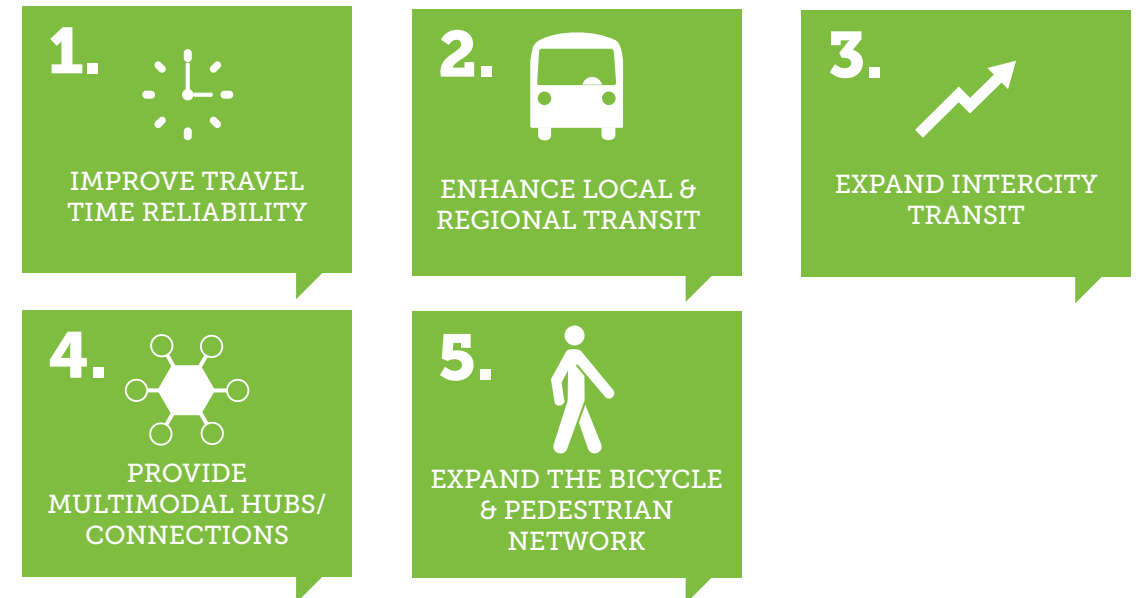 1.
IMPROVE TRAVEL
TIME RELIABILITY
2.
ENHANCE LOCAL &
REGIONAL TRANSIT
3.
EXPAND INTERCITY
TRANSIT
4.
PROVIDE
MULTIMODAL HUBS/
CONNECTIONS
5.
EXPAND THE BICYCLE
& PEDESTRIAN
NETWORK